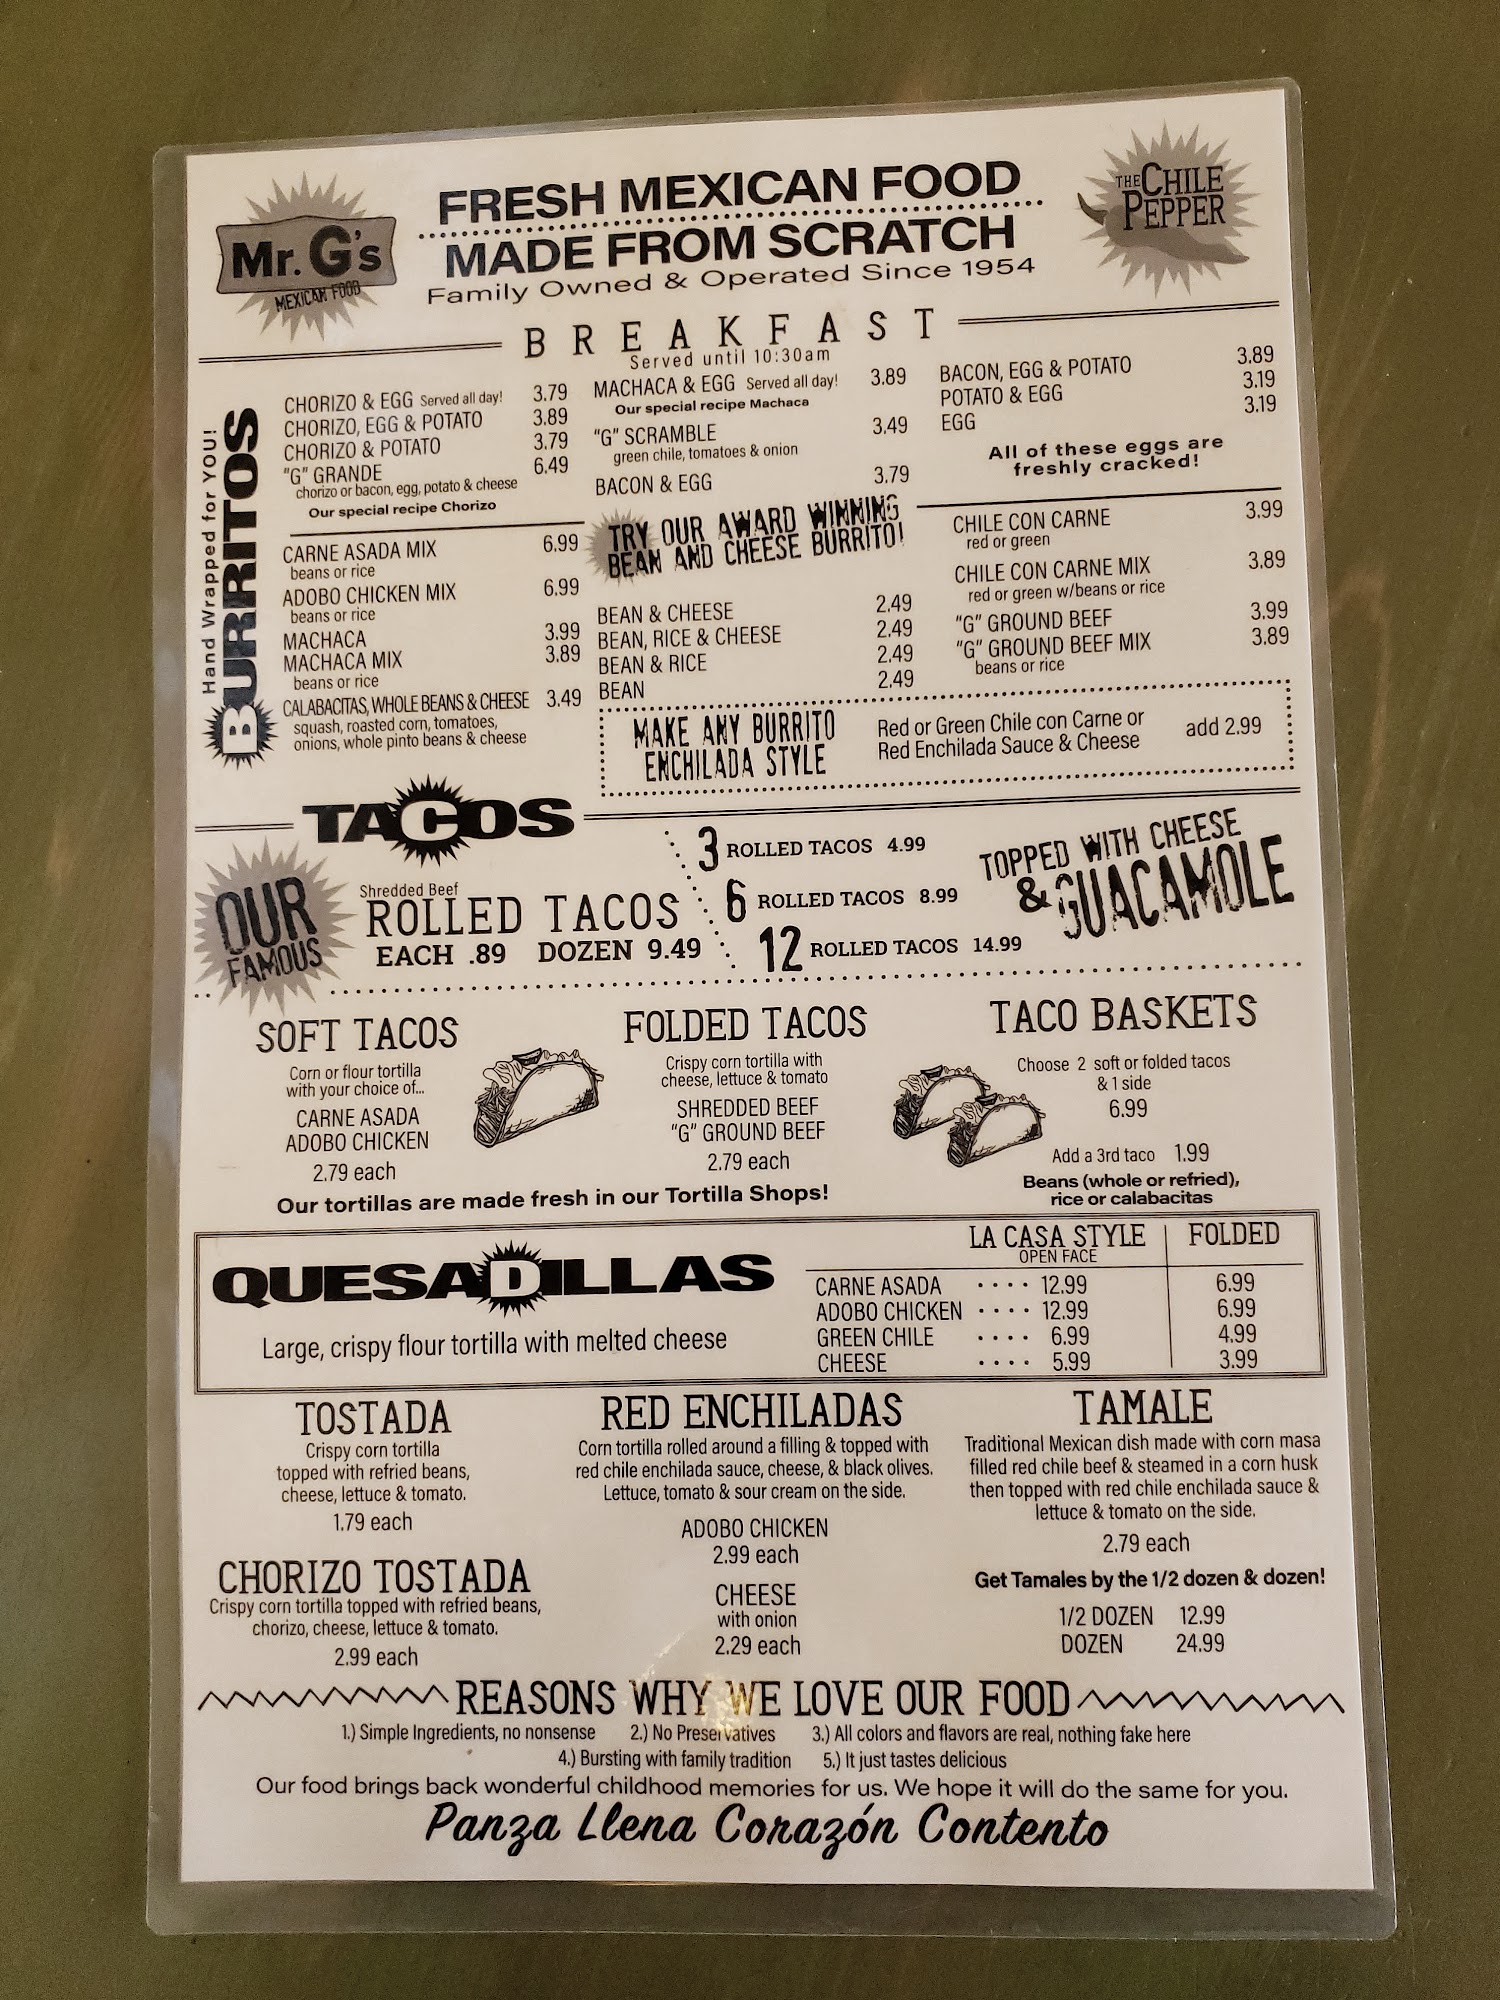 Mr. G's
MEXICAN FOOD
FRESH MEXICAN FOOD
MADE FROM SCRATCH
Family Owned & Operated Since 1954
THE CHILE
PEPPER
BREAKFAST
Served until 10:30am
Hand Wrapped for YOU!
BURRITOS
CHORIZO & EGG Served all day! 3.79
CHORIZO, EGG & POTATO 3.89
CHORIZO & POTATO 3.79
"G" GRANDE 6.49
chorizo or bacon, egg, potato & cheese
Our special recipe Chorizo
MACHACA & EGG Served all day! 3.89
Our special recipe Machaca
"G" SCRAMBLE 3.49
green chile, tomatoes & onion
BACON & EGG 3.79
BACON, EGG & POTATO 3.89
POTATO & EGG 3.19
EGG 3.19
All of these eggs are
freshly cracked!
CARNE ASADA MIX 6.99
beans or rice
ADOBO CHICKEN MIX 6.99
beans or rice
MACHACA 3.99
MACHACA MIX 3.89
beans or rice
CALABACITAS, WHOLE BEANS & CHEESE 3.49
squash, roasted corn, tomatoes,
onions, whole pinto beans & cheese
TRY OUR AWARD WINNING
BEAN AND CHEESE BURRITO!
BEAN & CHEESE 2.49
BEAN, RICE & CHEESE 2.49
BEAN & RICE 2.49
BEAN 2.49
CHILE CON CARNE 3.99
red or green
CHILE CON CARNE MIX 3.89
red or green w/beans or rice
"G" GROUND BEEF 3.99
"G" GROUND BEEF MIX 3.89
beans or rice
MAKE ANY BURRITO
ENCHILADA STYLE
Red or Green Chile con Carne or
Red Enchilada Sauce & Cheese
add 2.99
TACOS
OUR
FAMOUS
Shredded Beef
ROLLED TACOS
EACH .89 DOZEN 9.49
3 ROLLED TACOS 4.99
6 ROLLED TACOS 8.99
12 ROLLED TACOS 14.99
TOPPED WITH CHEESE
& GUACAMOLE
SOFT TACOS
Corn or flour tortilla
with your choice of...
CARNE ASADA
ADOBO CHICKEN
2.79 each
FOLDED TACOS
Crispy corn tortilla with
cheese, lettuce & tomato
SHREDDED BEEF
"G" GROUND BEEF
2.79 each
Our tortillas are made fresh in our Tortilla Shops!
TACO BASKETS
Choose 2 soft or folded tacos
& 1 side
6.99
Add a 3rd taco 1.99
Beans (whole or refried),
rice or calabacitas
QUESADILLAS
Large, crispy flour tortilla with melted cheese
LA CASA STYLE FOLDED
OPEN FACE
CARNE ASADA .... 12.99 6.99
ADOBO CHICKEN .... 12.99 6.99
GREEN CHILE .... 6.99 4.99
CHEESE .... 5.99 3.99
TOSTADA
Crispy corn tortilla
topped with refried beans,
cheese, lettuce & tomato.
1.79 each
CHORIZO TOSTADA
Crispy corn tortilla topped with refried beans,
chorizo, cheese, lettuce & tomato.
2.99 each
RED ENCHILADAS
Corn tortilla rolled around a filling & topped with
red chile enchilada sauce, cheese, & black olives.
Lettuce, tomato & sour cream on the side.
ADOBO CHICKEN
2.99 each
CHEESE
with onion
2.29 each
TAMALE
Traditional Mexican dish made with corn masa
filled red chile beef & steamed in a corn husk
then topped with red chile enchilada sauce &
lettuce & tomato on the side.
2.79 each
Get Tamales by the 1/2 dozen & dozen!
1/2 DOZEN 12.99
DOZEN 24.99
REASONS WHY WE LOVE OUR FOOD
1.) Simple Ingredients, no nonsense 2.) No Preservatives 3.) All colors and flavors are real, nothing fake here
4.) Bursting with family tradition 5.) It just tastes delicious
Our food brings back wonderful childhood memories for us. We hope it will do the same for you.
Panza Llena Corazón Contento